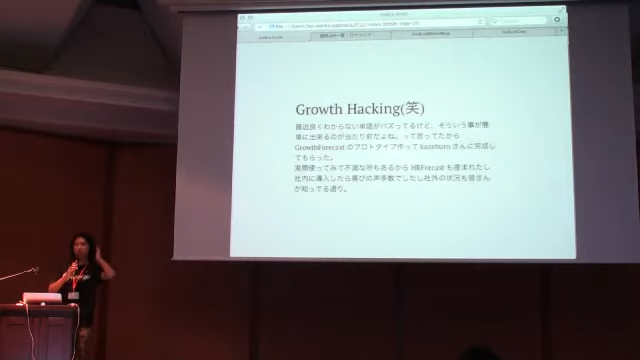 Growth Hacking(笑)
最近良くわからない単語がバズってるけど、そういう事が簡
単に出来るのが当たり前だよね。って思ってたから
GrowthForecast のプロトタイプ作って kazeburo さんに完成し
てもらった。
実際使ってみて不満な所もあるから HRForcast も産まれたし
社内に導入したら喜びの声多数でしたし社外の状況も皆さん
が知ってる通り。